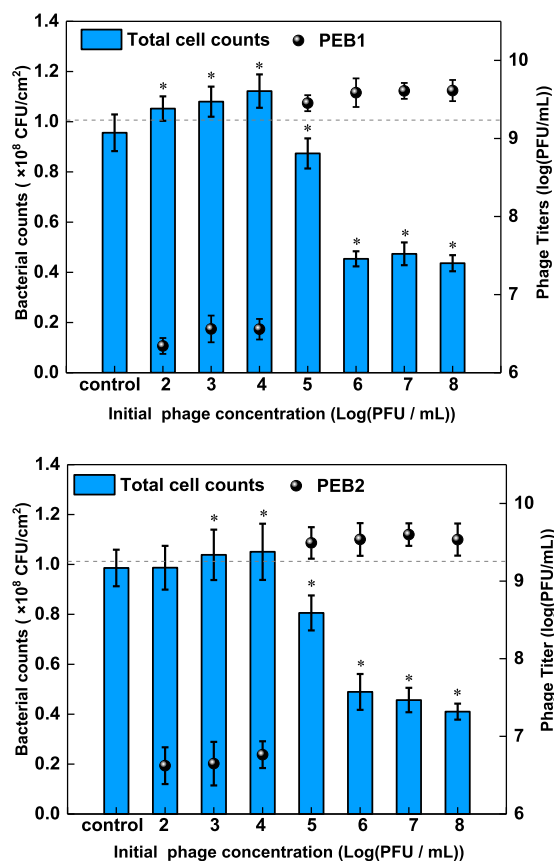 Total cell counts PEB1
Bacterial counts ( ×10⁸ CFU/cm²)
1.4
1.2
1.0
0.8
0.6
0.4
0.2
0.0
* * * * * * *
10
9
8
7
6
Phage Titers (log(PFU/mL))
control 2 3 4 5 6 7 8
Initial phage concentration (Log(PFU / mL))
Total cell counts PEB2
Bacterial counts ( ×10⁸ CFU/cm²)
1.4
1.2
1.0
0.8
0.6
0.4
0.2
0.0
* * * * * *
10
9
8
7
6
Phage Titer (log(PFU/mL))
control 2 3 4 5 6 7 8
Initial phage concentration (Log(PFU / mL))